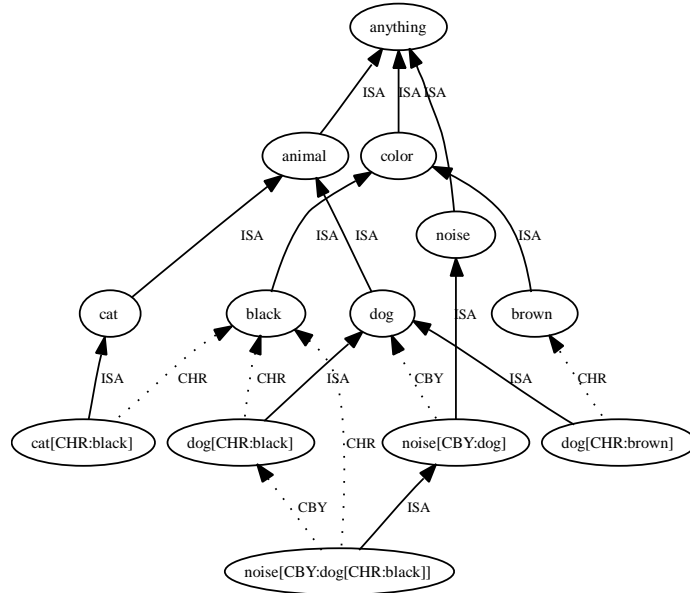 anything
ISA ISA ISA
animal color
noise
ISA ISA ISA ISA
cat black dog brown
ISA
ISA CHR CHR ISA CBY ISA CHR
cat[CHR:black] dog[CHR:black] noise[CBY:dog] dog[CHR:brown]
CHR
CBY ISA
noise[CBY:dog[CHR:black]]